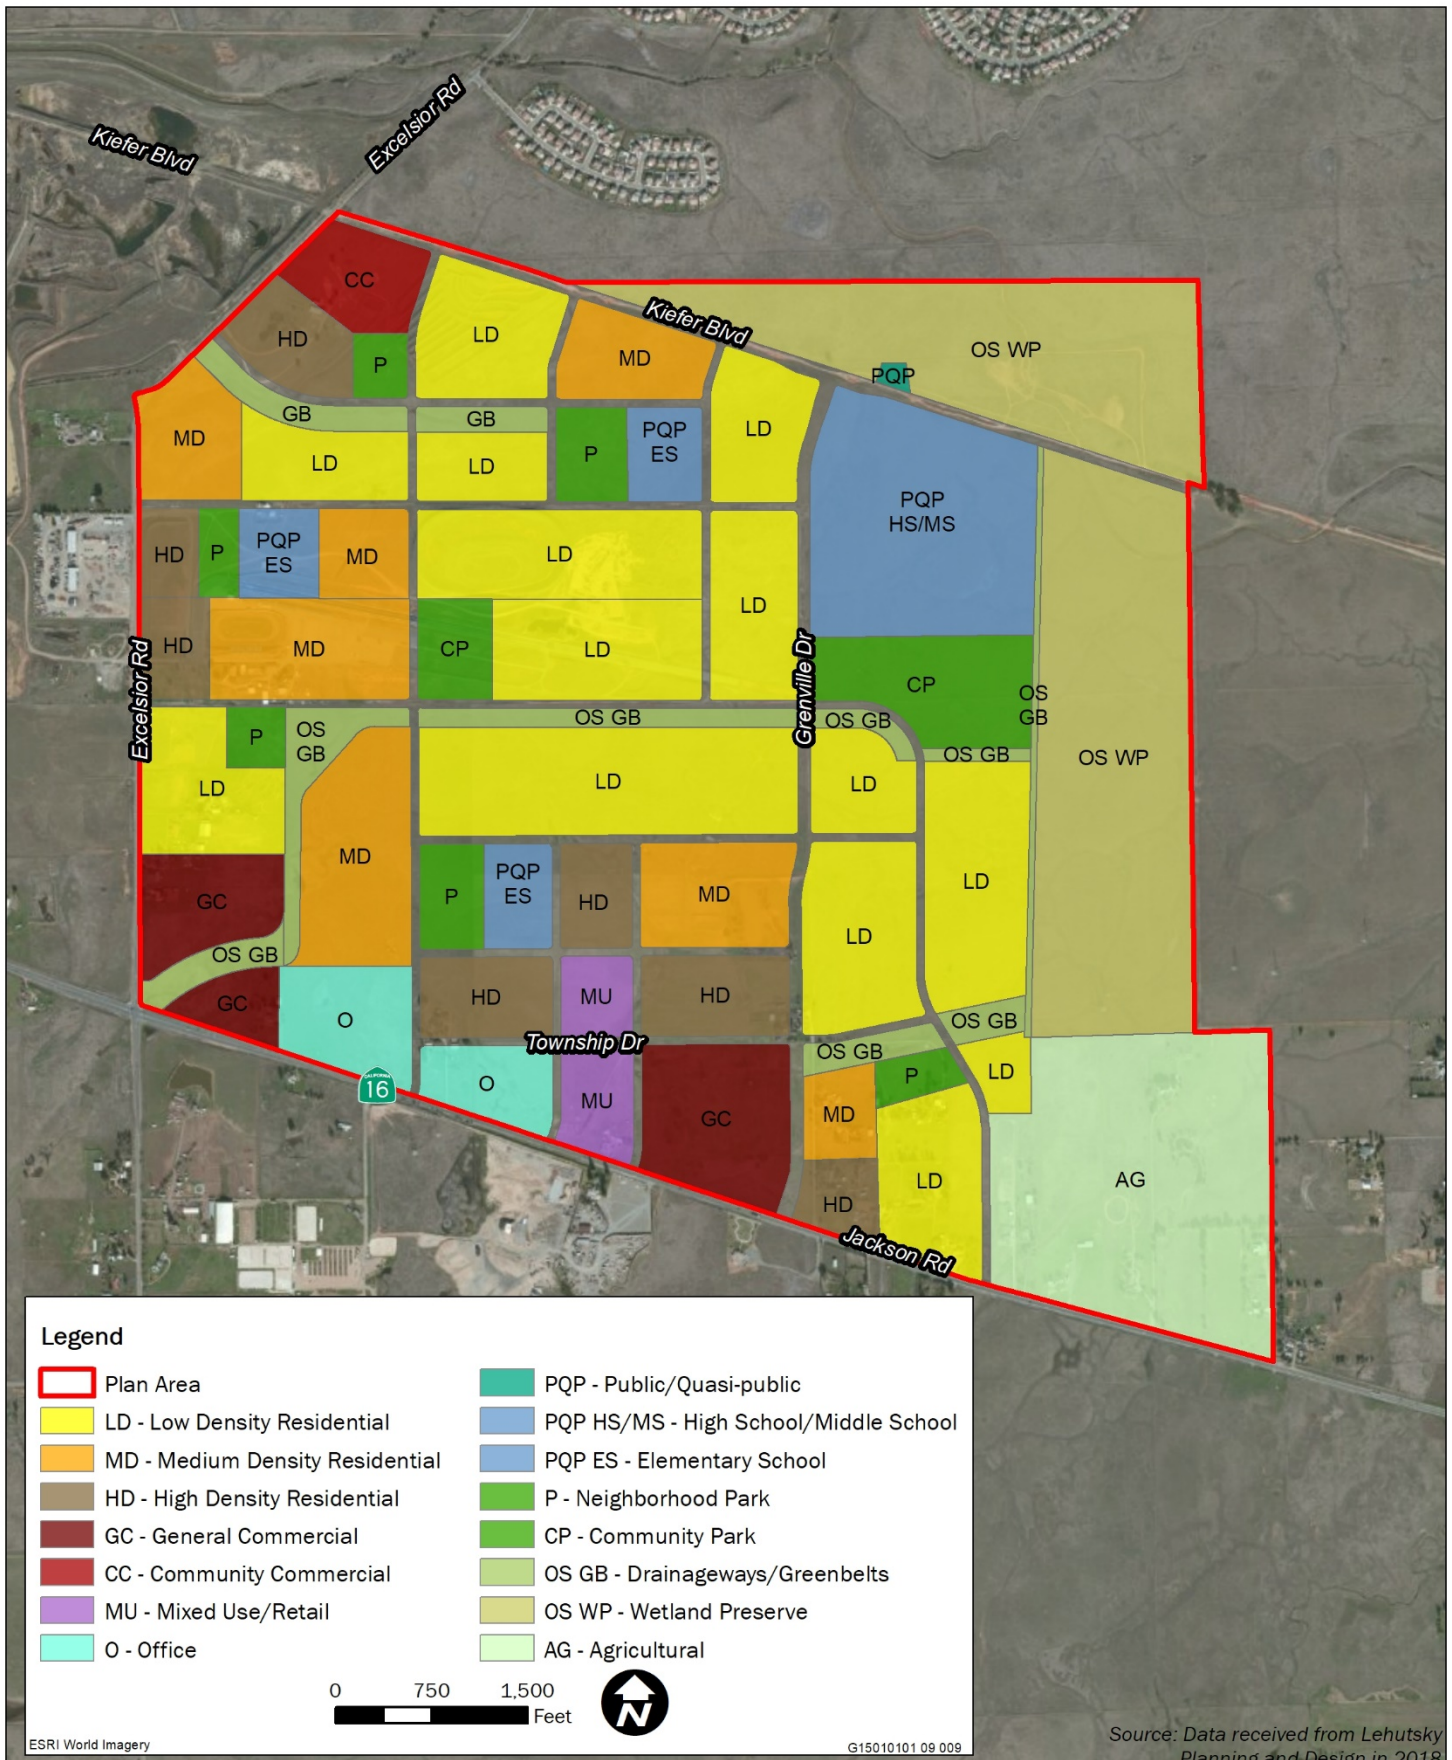 Excelsior Rd
Kiefer Blvd
CC
HD
P
LD
MD
Kiefer Blvd
OS WP
PQP
MD
GB
GB
LD
LD
P
PQP
ES
LD
PQP
HS/MS
HD
P
PQP
ES
MD
LD
LD
HD
MD
CP
LD
Excelsior Rd
Grenville Dr
CP
OS
GB
LD
P
OS
GB
OS GB
OS GB
OS GB
OS WP
LD
LD
MD
GC
P
PQP
ES
HD
MD
LD
LD
OS GB
GC
O
HD
MU
HD
OS GB
OS GB
Township Dr
CALIFORNIA
16
O
MU
GC
MD
P
LD
HD
LD
AG
Jackson Rd
Legend
Plan Area
LD - Low Density Residential
MD - Medium Density Residential
HD - High Density Residential
GC - General Commercial
CC - Community Commercial
MU - Mixed Use/Retail
O - Office
PQP - Public/Quasi-public
PQP HS/MS - High School/Middle School
PQP ES - Elementary School
P - Neighborhood Park
CP - Community Park
OS GB - Drainageways/Greenbelts
OS WP - Wetland Preserve
AG - Agricultural
0 750 1,500
Feet
N
ESRI World Imagery
G15010101 09 009
Source: Data received from Lehutsky
Planning and Design in 2013